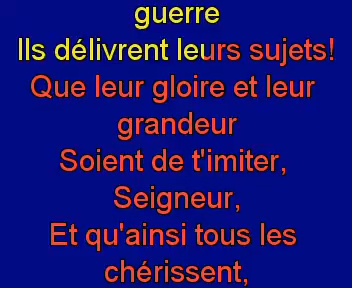 guerre
Ils délivrent leurs sujets!
Que leur gloire et leur
grandeur
Soient de t'imiter,
Seigneur,
Et qu'ainsi tous les
chérissent,